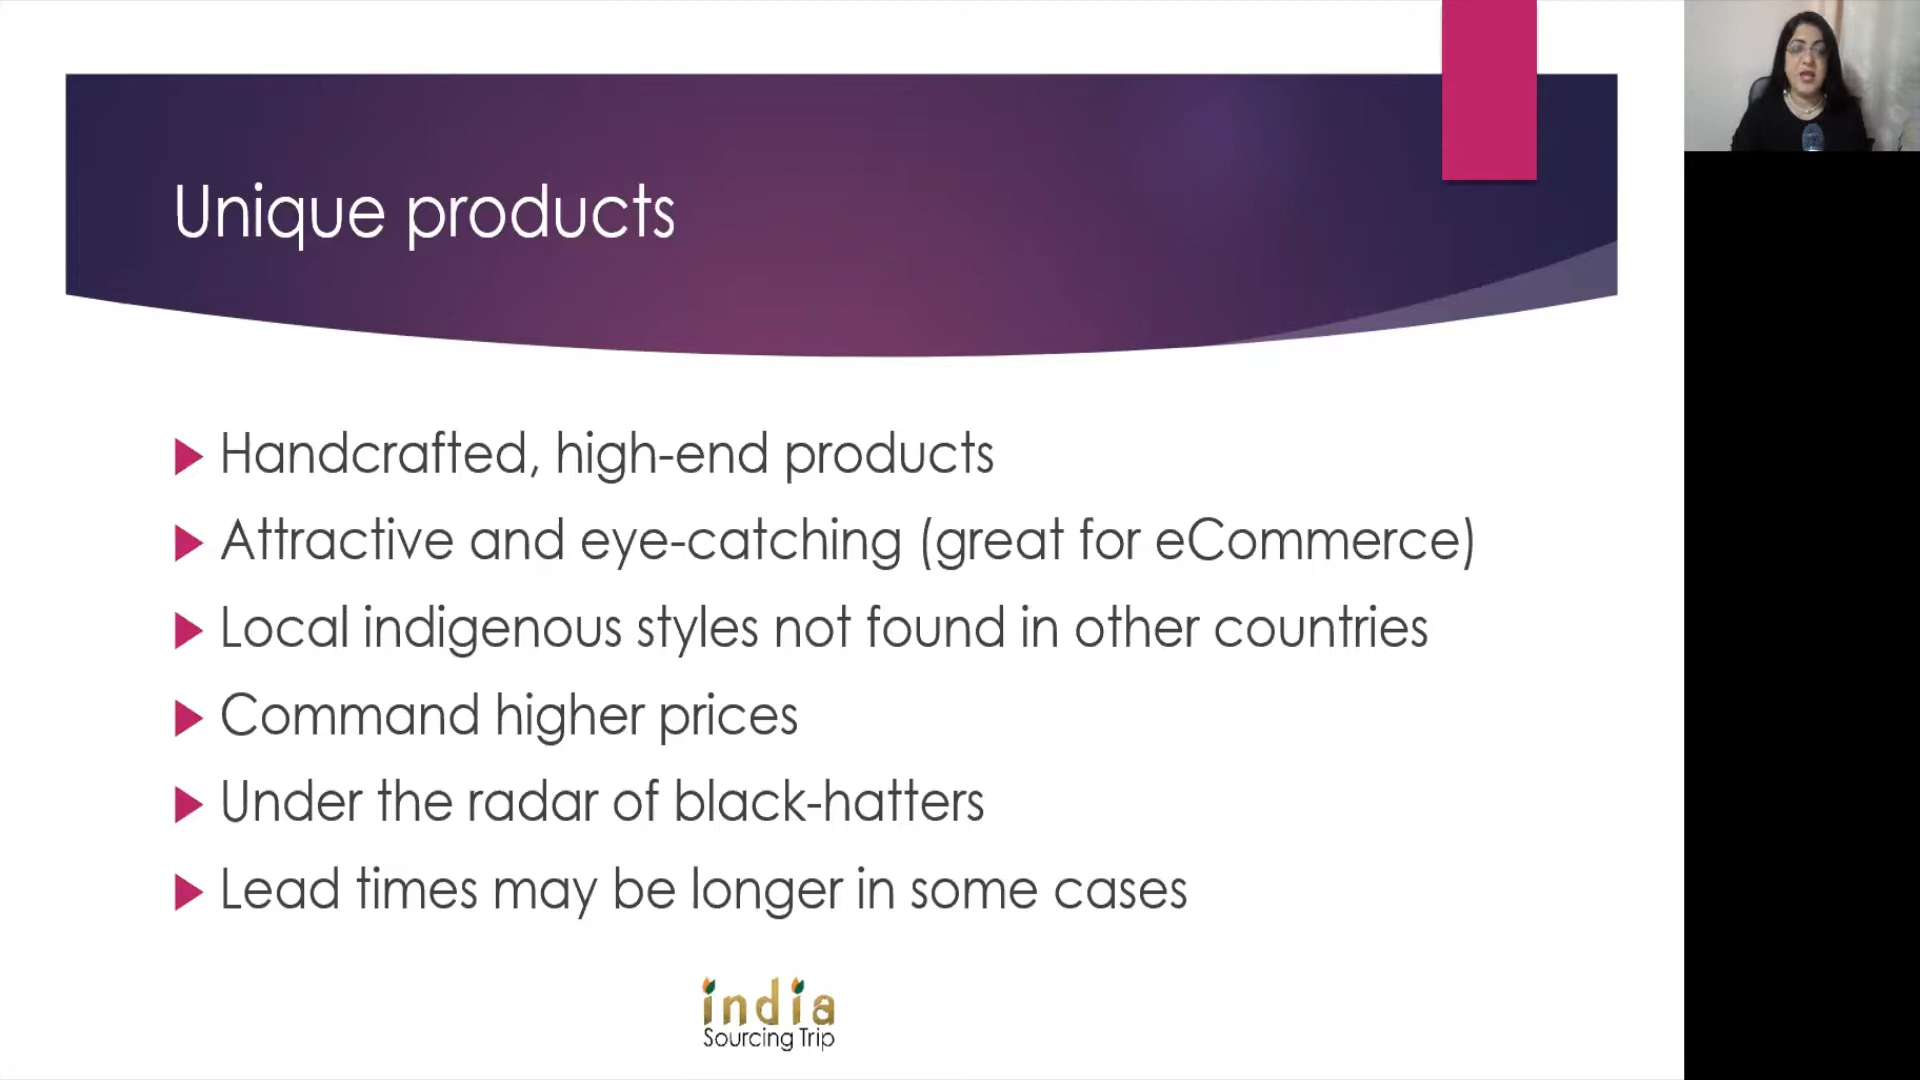 Unique products
Handcrafted, high-end products
Attractive and eye-catching (great for eCommerce)
Local indigenous styles not found in other countries
Command higher prices
Under the radar of black-hatters
Lead times may be longer in some cases
india
Sourcing Trip